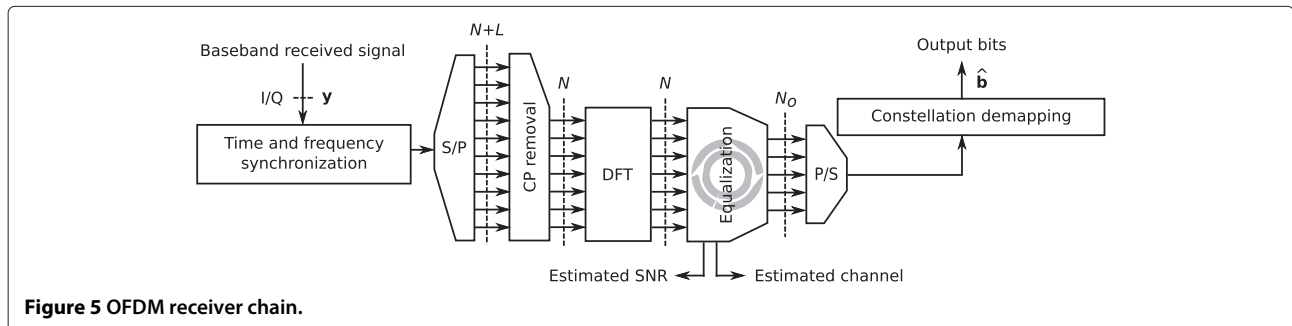 Baseband received signal
I/Q
y
Time and frequency
synchronization
S/P
N+L
CP removal
N
DFT
N
Equalization
N_O
P/S
Output bits
b̂
Constellation demapping
Estimated SNR
Estimated channel
Figure 5 OFDM receiver chain.